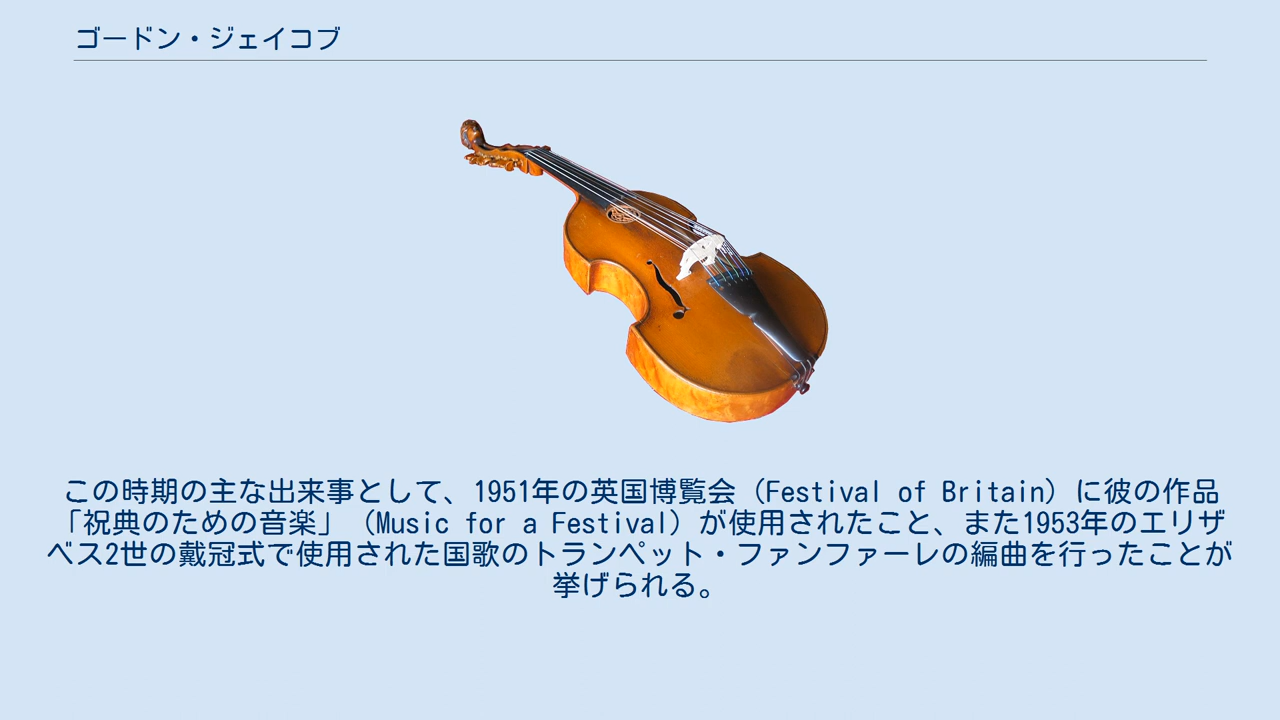 ゴードン・ジェイコブ
この時期の主な出来事として、1951年の英国博覧会（Festival of Britain）に彼の作品
「祝典のための音楽」（Music for a Festival）が使用されたこと、また1953年のエリザ
ベス2世の戴冠式で使用された国歌のトランペット・ファンファーレの編曲を行ったことが
挙げられる。